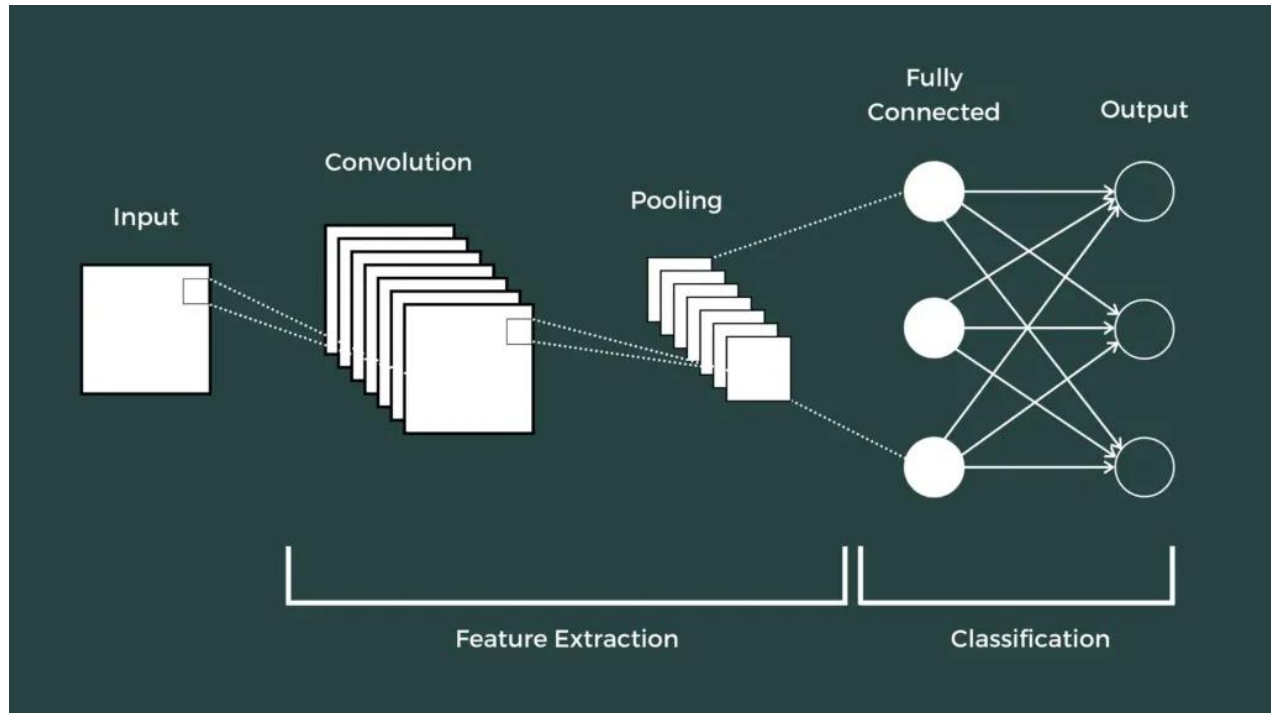 Input
Convolution
Pooling
Fully
Connected
Output
Feature Extraction
Classification